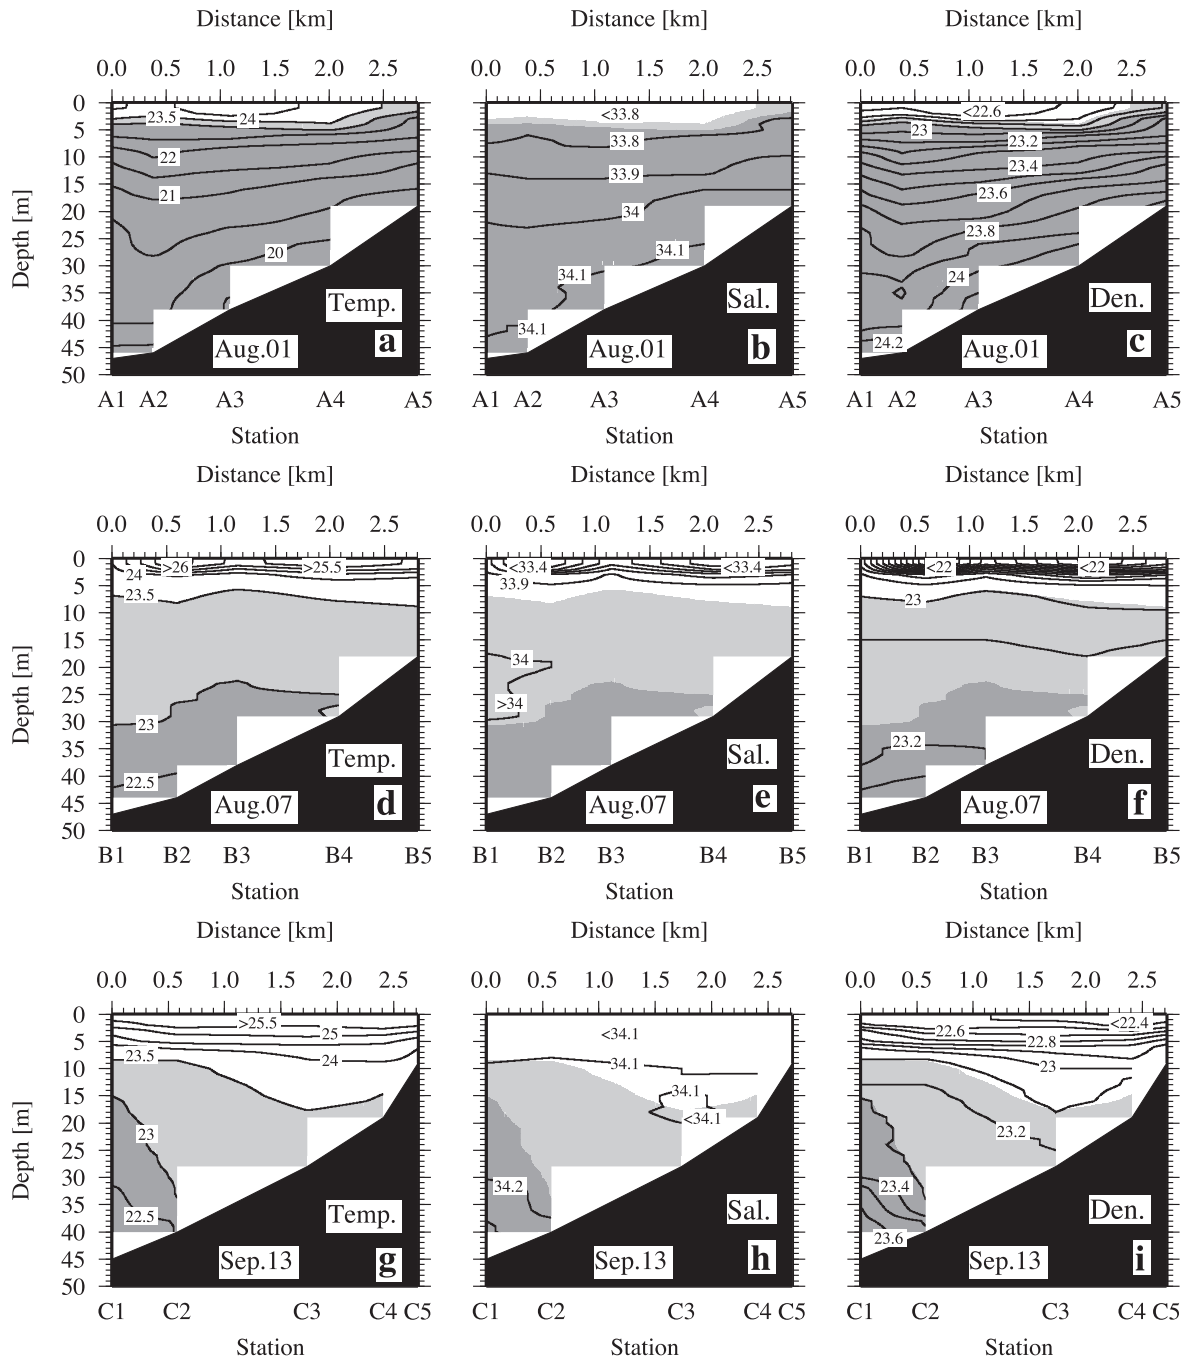 Distance [km] Distance [km] Distance [km]
0.0 0.5 1.0 1.5 2.0 2.5 0.0 0.5 1.0 1.5 2.0 2.5 0.0 0.5 1.0 1.5 2.0 2.5
Depth [m]
0
5
10
15
20
25
30
35
40
45
50
23.5 24
22
21
20
Temp.
Aug.01 a
<33.8
33.8
33.9
34
34.1
34.1
34.1
Sal.
Aug.01 b
<22.6
23 23.2
23.4
23.6
23.8
24
24.2
Den.
Aug.01 c
A1 A2 A3 A4 A5 A1 A2 A3 A4 A5 A1 A2 A3 A4 A5
Station Station Station
Distance [km] Distance [km] Distance [km]
0.0 0.5 1.0 1.5 2.0 2.5 0.0 0.5 1.0 1.5 2.0 2.5 0.0 0.5 1.0 1.5 2.0 2.5
Depth [m]
0
5
10
15
20
25
30
35
40
45
50
>26 >25.5
24
23.5
23
22.5
Temp.
Aug.07 d
<33.4 <33.4
33.9
34
>34
Sal.
Aug.07 e
<22 <22
23
23.2
Den.
Aug.07 f
B1 B2 B3 B4 B5 B1 B2 B3 B4 B5 B1 B2 B3 B4 B5
Station Station Station
Distance [km] Distance [km] Distance [km]
0.0 0.5 1.0 1.5 2.0 2.5 0.0 0.5 1.0 1.5 2.0 2.5 0.0 0.5 1.0 1.5 2.0 2.5
Depth [m]
0
5
10
15
20
25
30
35
40
45
50
>25.5
25
23.5 24
23
22.5
Temp.
Sep.13 g
<34.1
34.1
34.1
<34.1
34.2
Sal.
Sep.13 h
<22.4
22.6
22.8
23
23.2
23.4
23.6
Den.
Sep.13 i
C1 C2 C3 C4 C5 C1 C2 C3 C4 C5 C1 C2 C3 C4 C5
Station Station Station